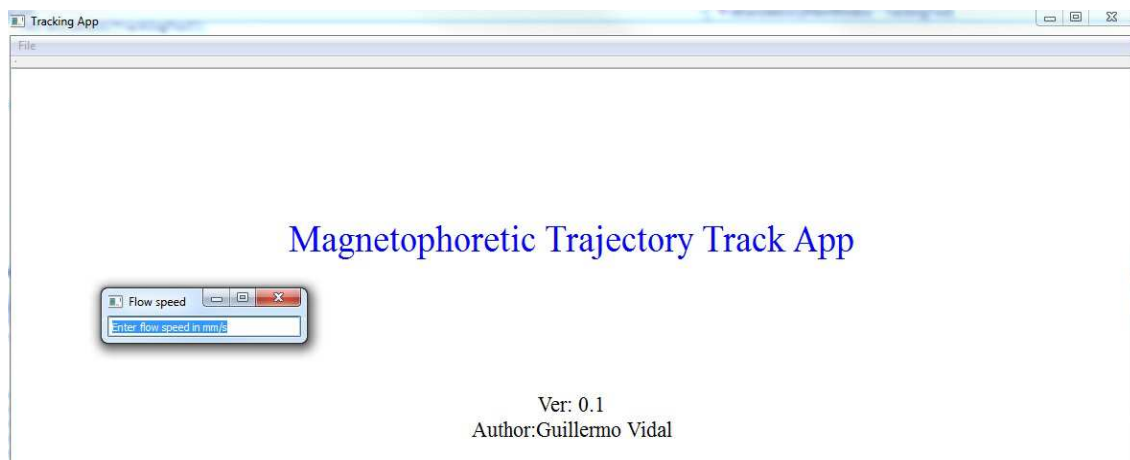 Tracking App
File
Magnetophoretic Trajectory Track App
Flow speed
Enter flow speed in mm/s
Ver: 0.1
Author:Guillermo Vidal